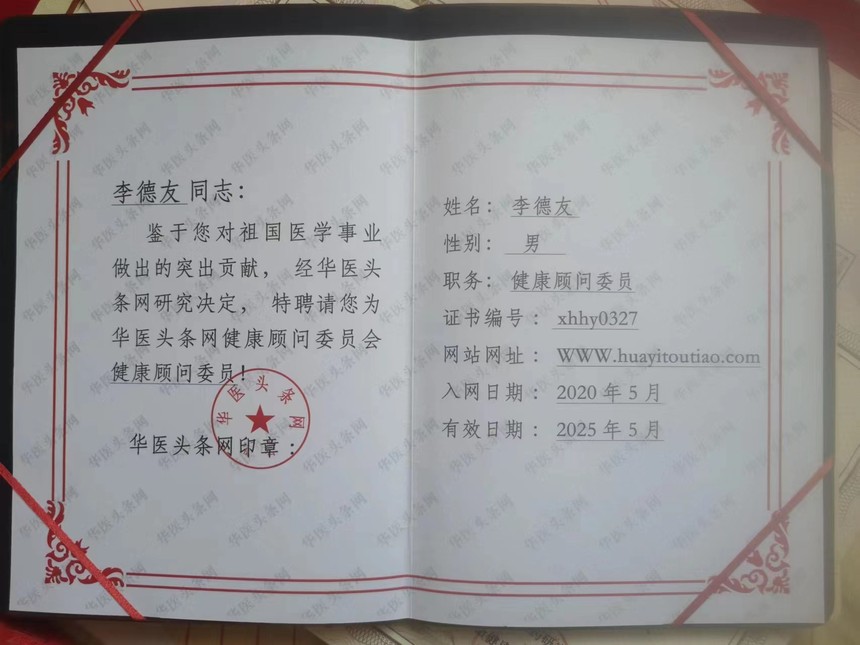 李德友 同志：
鉴于您对祖国医学事业
做出的突出贡献， 经华医头
条网研究决定， 特聘请您为
华医头条网健康顾问委员会
健康顾问委员！
华医头条网
华医头条网印章：
姓名： 李德友
性别： 男
职务： 健康顾问委员
证书编号： xhhy0327
网站网址： WWW.huayitoutiao.com
入网日期： 2020 年 5 月
有效日期： 2025 年 5 月